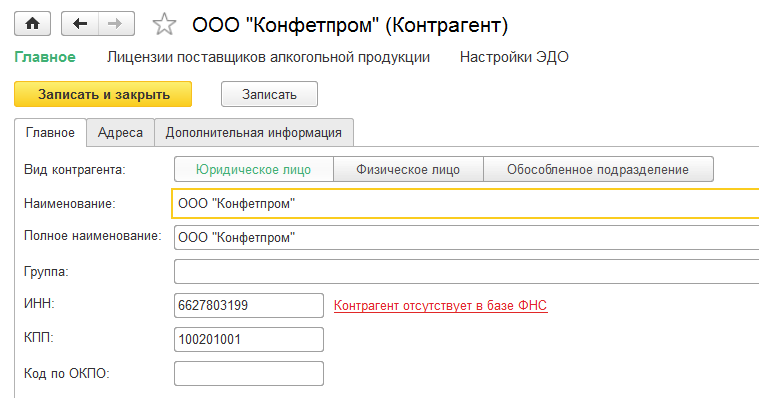 ООО "Конфетпром" (Контрагент)
Главное Лицензии поставщиков алкогольной продукции Настройки ЭДО
Записать и закрыть Записать
Главное Адреса Дополнительная информация
Вид контрагента: Юридическое лицо Физическое лицо Обособленное подразделение
Наименование: ООО "Конфетпром"
Полное наименование: ООО "Конфетпром"
Группа:
ИНН: 6627803199 Контрагент отсутствует в базе ФНС
КПП: 100201001
Код по ОКПО: